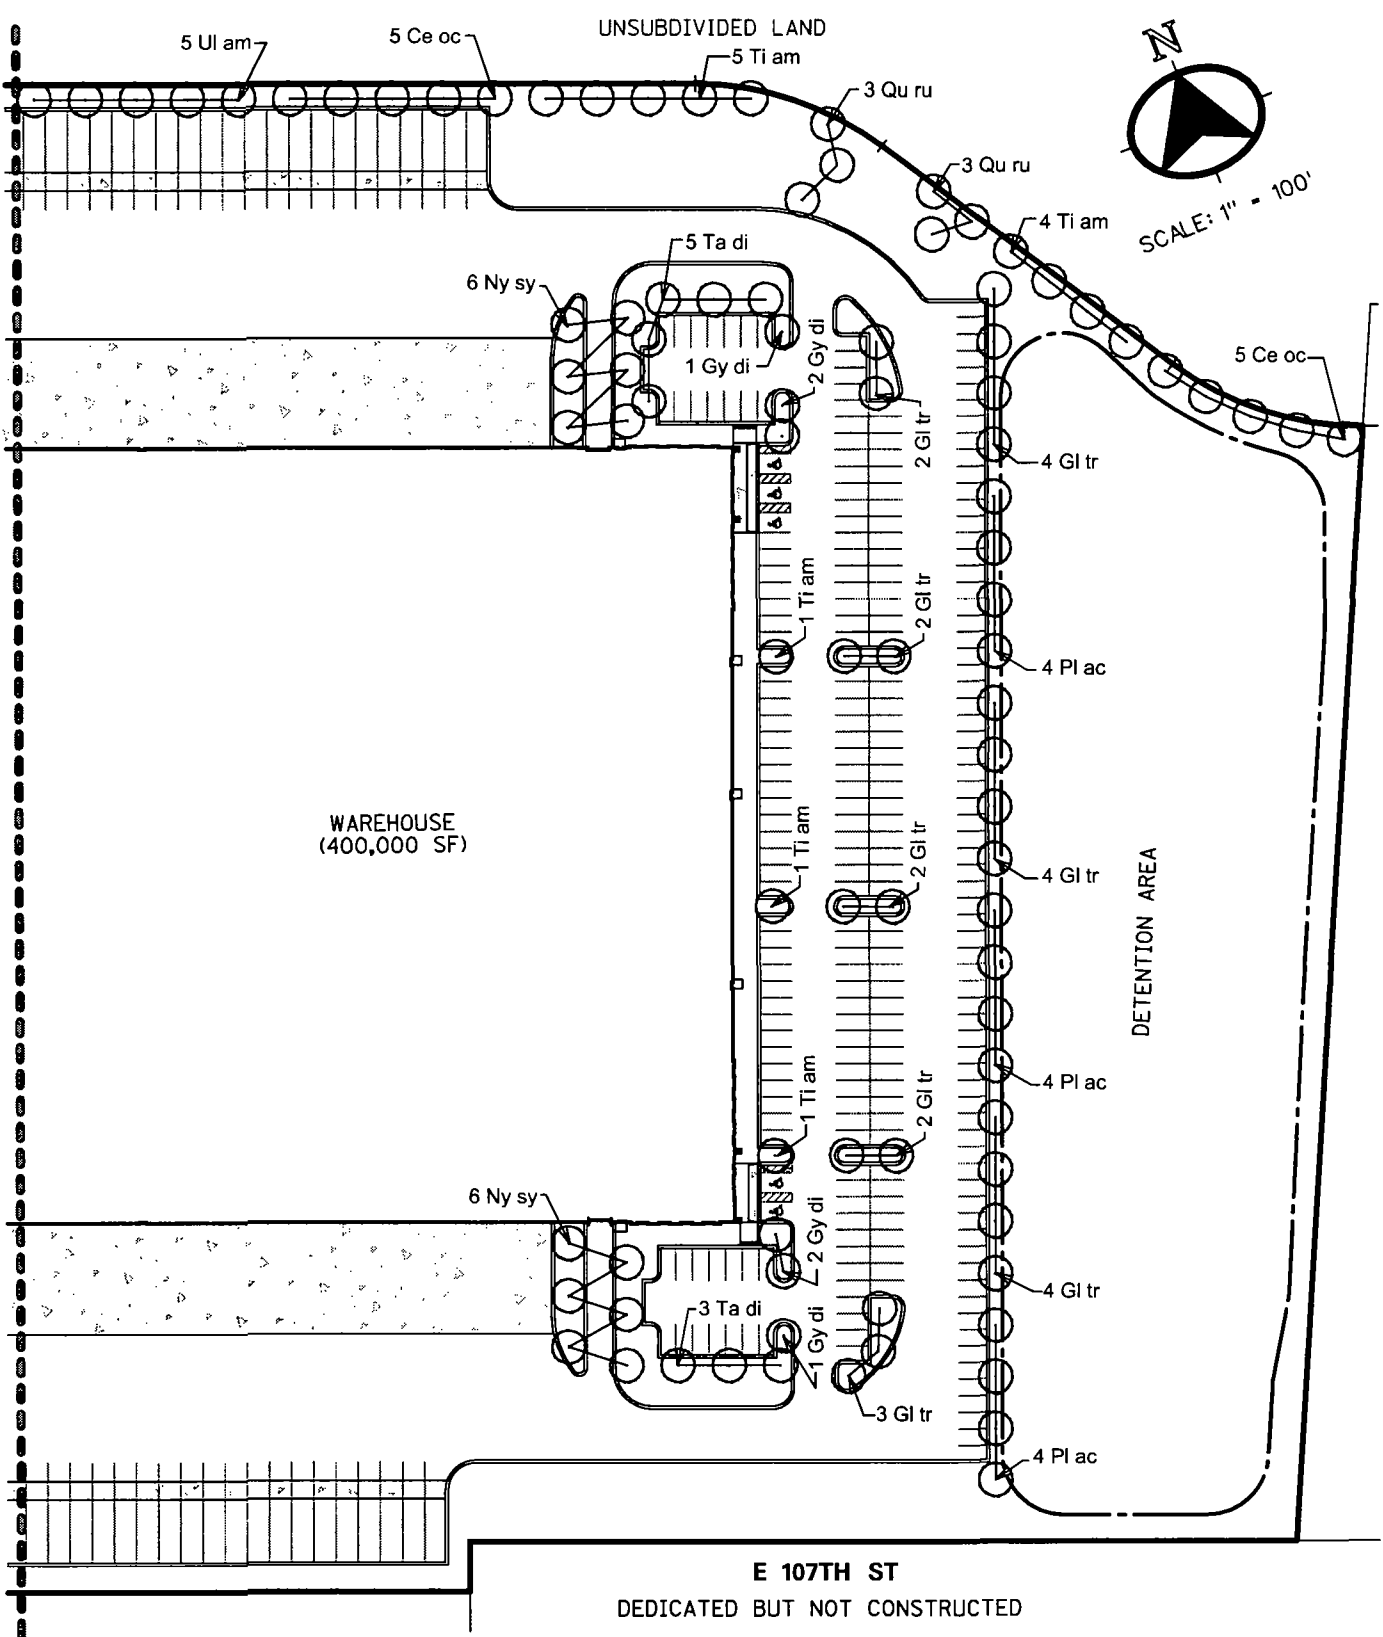 UNSUBDIVIDED LAND
5 Ul am
5 Ce oc
5 Ti am
3 Qu ru
N
SCALE: 1" = 100'
3 Qu ru
4 Ti am
5 Ta di
6 Ny sy
1 Gy di
2 Gy di
2 Gl tr
5 Ce oc
4 Gl tr
1 Ti am
2 Gl tr
4 Pl ac
WAREHOUSE
(400,000 SF)
1 Ti am
2 Gl tr
4 Gl tr
DETENTION AREA
1 Ti am
2 Gl tr
4 Pl ac
6 Ny sy
2 Gy di
4 Gl tr
3 Ta di
1 Gy di
3 Gl tr
4 Pl ac
E 107TH ST
DEDICATED BUT NOT CONSTRUCTED